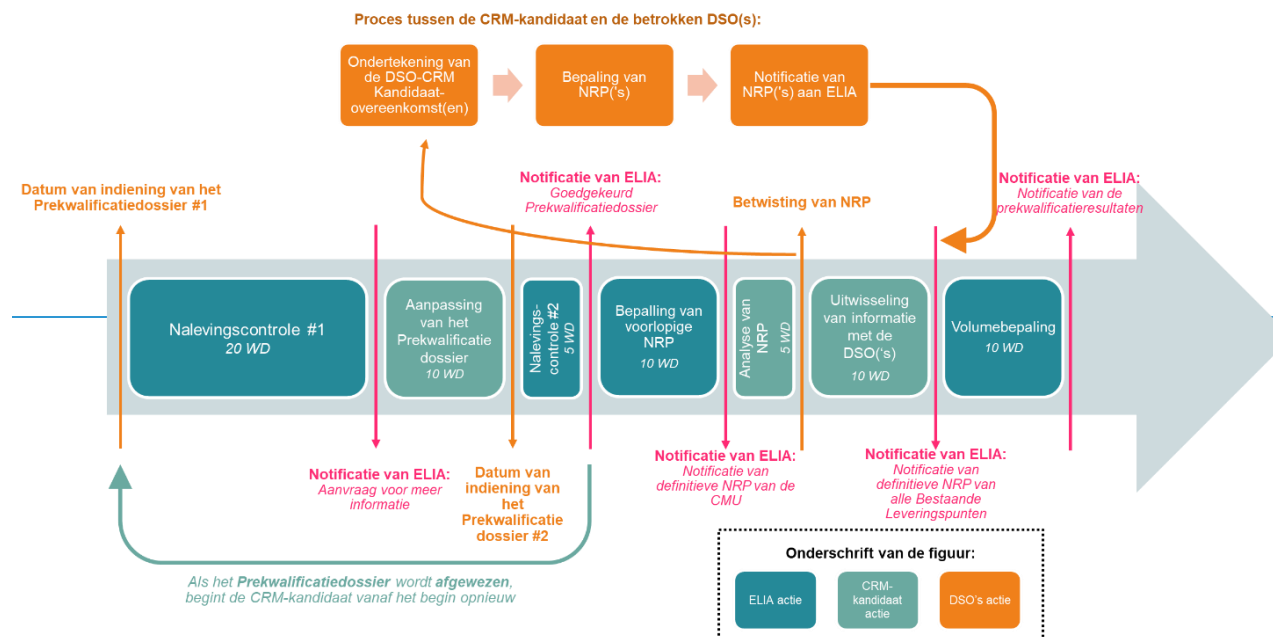 Proces tussen de CRM-kandidaat en de betrokken DSO(s):
Ondertekening van
de DSO-CRM
Kandidaat-
overeenkomst(en)
Bepaling van
NRP('s)
Notificatie van
NRP('s) aan ELIA
Datum van indiening van het
Prekwalificatiedossier #1
Notificatie van ELIA:
Goedgekeurd
Prekwalificatiedossier
Betwisting van NRP
Notificatie van ELIA:
Notificatie van de
prekwalificatieresultaten
Nalevingscontrole #1
20 WD
Aanpassing
van het
Prekwalificatie
dossier
10 WD
Nalevings-
controle #2
5 WD
Bepalling van
voorlopige
NRP
10 WD
Analyse van
NRP
5 WD
Uitwisseling
van informatie
met de
DSO('s)
10 WD
Volumebepaling
10 WD
Notificatie van ELIA:
Aanvraag voor meer
informatie
Datum van
indiening van
het
Prekwalificatie
dossier #2
Notificatie van ELIA:
Notificatie van
definitieve NRP van de
CMU
Notificatie van ELIA:
Notificatie van
definitieve NRP van
alle Bestaande
Leveringspunten
Als het Prekwalificatiedossier wordt afgewezen,
begint de CRM-kandidaat vanaf het begin opnieuw
Onderschrift van de figuur:
ELIA actie
CRM-
kandidaat
actie
DSO's actie